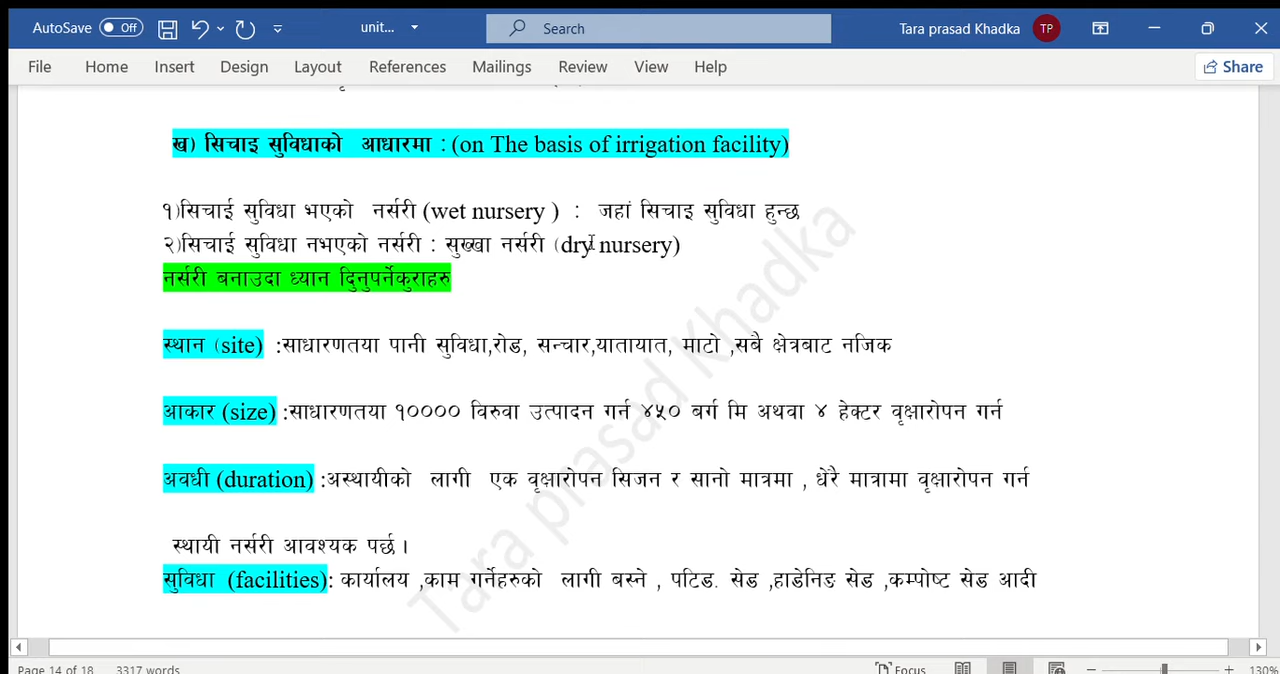 AutoSave Off unit... Search Tara prasad Khadka TP
File Home Insert Design Layout References Mailings Review View Help Share
ख) सिचाइ सुविधाको आधारमा : (on The basis of irrigation facility)
१)सिचाई सुविधा भएको नर्सरी (wet nursery ) : जहां सिचाइ सुविधा हुन्छ
२)सिचाई सुविधा नभएको नर्सरी : सुख्खा नर्सरी (dry nursery)
नर्सरी बनाउदा ध्यान दिनुपर्नेकुराहरु
स्थान (site) :साधारणतया पानी सुविधा,रोड, सन्चार,यातायात, माटो ,सबै क्षेत्रबाट नजिक
आकार (size) :साधारणतया १०००० विरुवा उत्पादन गर्न ४५० बर्ग मि अथवा ४ हेक्टर वृक्षारोपन गर्न
अवधी (duration) :अस्थायीको लागी एक वृक्षारोपन सिजन र सानो मात्रमा , धेरै मात्रामा वृक्षारोपन गर्न
स्थायी नर्सरी आवश्यक पर्छ ।
सुविधा (facilities): कार्यालय ,काम गर्नेहरुको लागी बस्ने , पटिङ. सेड ,हार्डेनिङ सेड ,कम्पोष्ट सेड आदी
Tara prasad Khadka
Page 14 of 18 3317 words Focus 130%